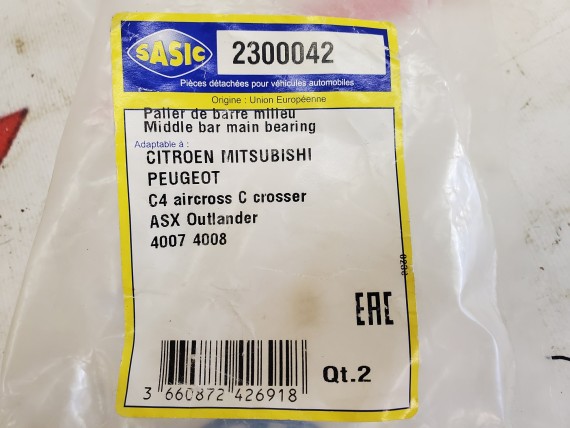 SASIC
2300042
Pièces détachées pour véhicules automobiles
Origine : Union Européenne
Palier de barre milieu
Middle bar main bearing
Adaptable à :
CITROEN MITSUBISHI
PEUGEOT
C4 aircross C crosser
ASX Outlander
4007 4008
EAC
Qt.2
3 660872 426918